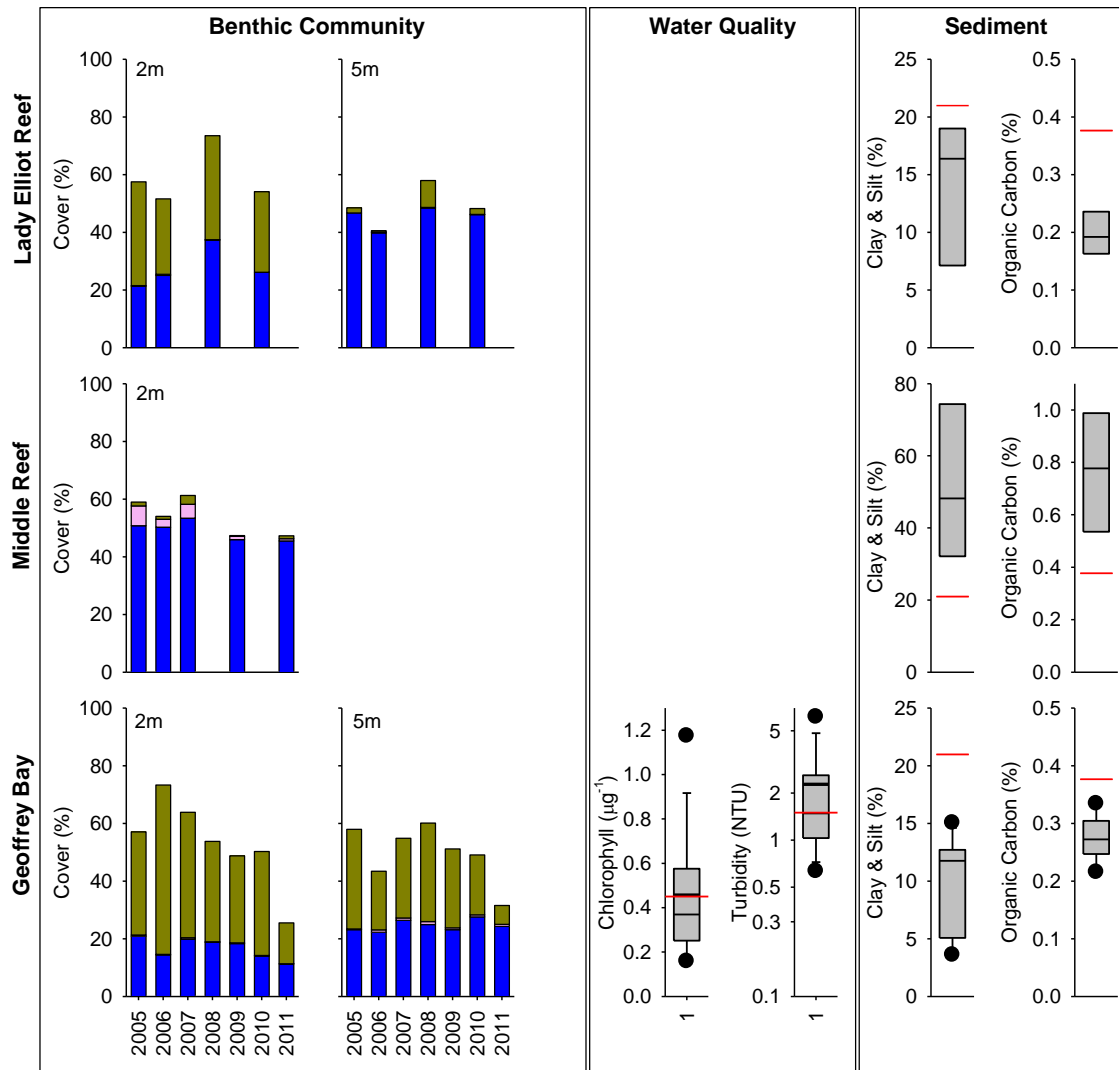 Benthic Community
Water Quality
Sediment
Lady Elliot Reef
Cover (%)
2m
100
80
60
40
20
0
5m
Clay & Silt (%)
25
20
15
10
5
0
Organic Carbon (%)
0.5
0.4
0.3
0.2
0.1
0.0
Middle Reef
Cover (%)
2m
100
80
60
40
20
0
Clay & Silt (%)
80
60
40
20
0
Organic Carbon (%)
1.0
0.8
0.6
0.4
0.2
0.0
Geoffrey Bay
Cover (%)
2m
100
80
60
40
20
0
2005 2006 2007 2008 2009 2010 2011
5m
2005 2006 2007 2008 2009 2010 2011
Chlorophyll (µg⁻¹)
1.2
1.0
0.8
0.6
0.4
0.2
0.0
1
Turbidity (NTU)
5
2
1
0.5
0.3
0.1
1
Clay & Silt (%)
25
20
15
10
5
0
Organic Carbon (%)
0.5
0.4
0.3
0.2
0.1
0.0